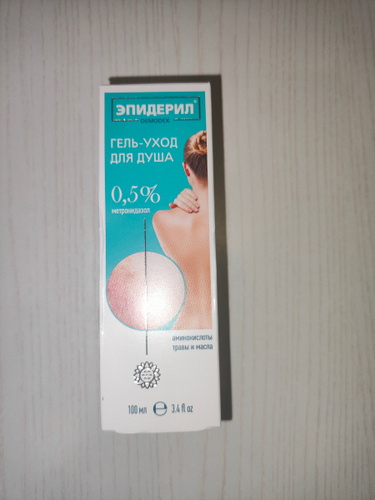 ЭПИДЕРИЛ®
DEMODEX
ГЕЛЬ-УХОД
ДЛЯ ДУША
0,5%
метронидазол
аминокислоты
травы и масла
100 мл ℮ 3.4 fl oz